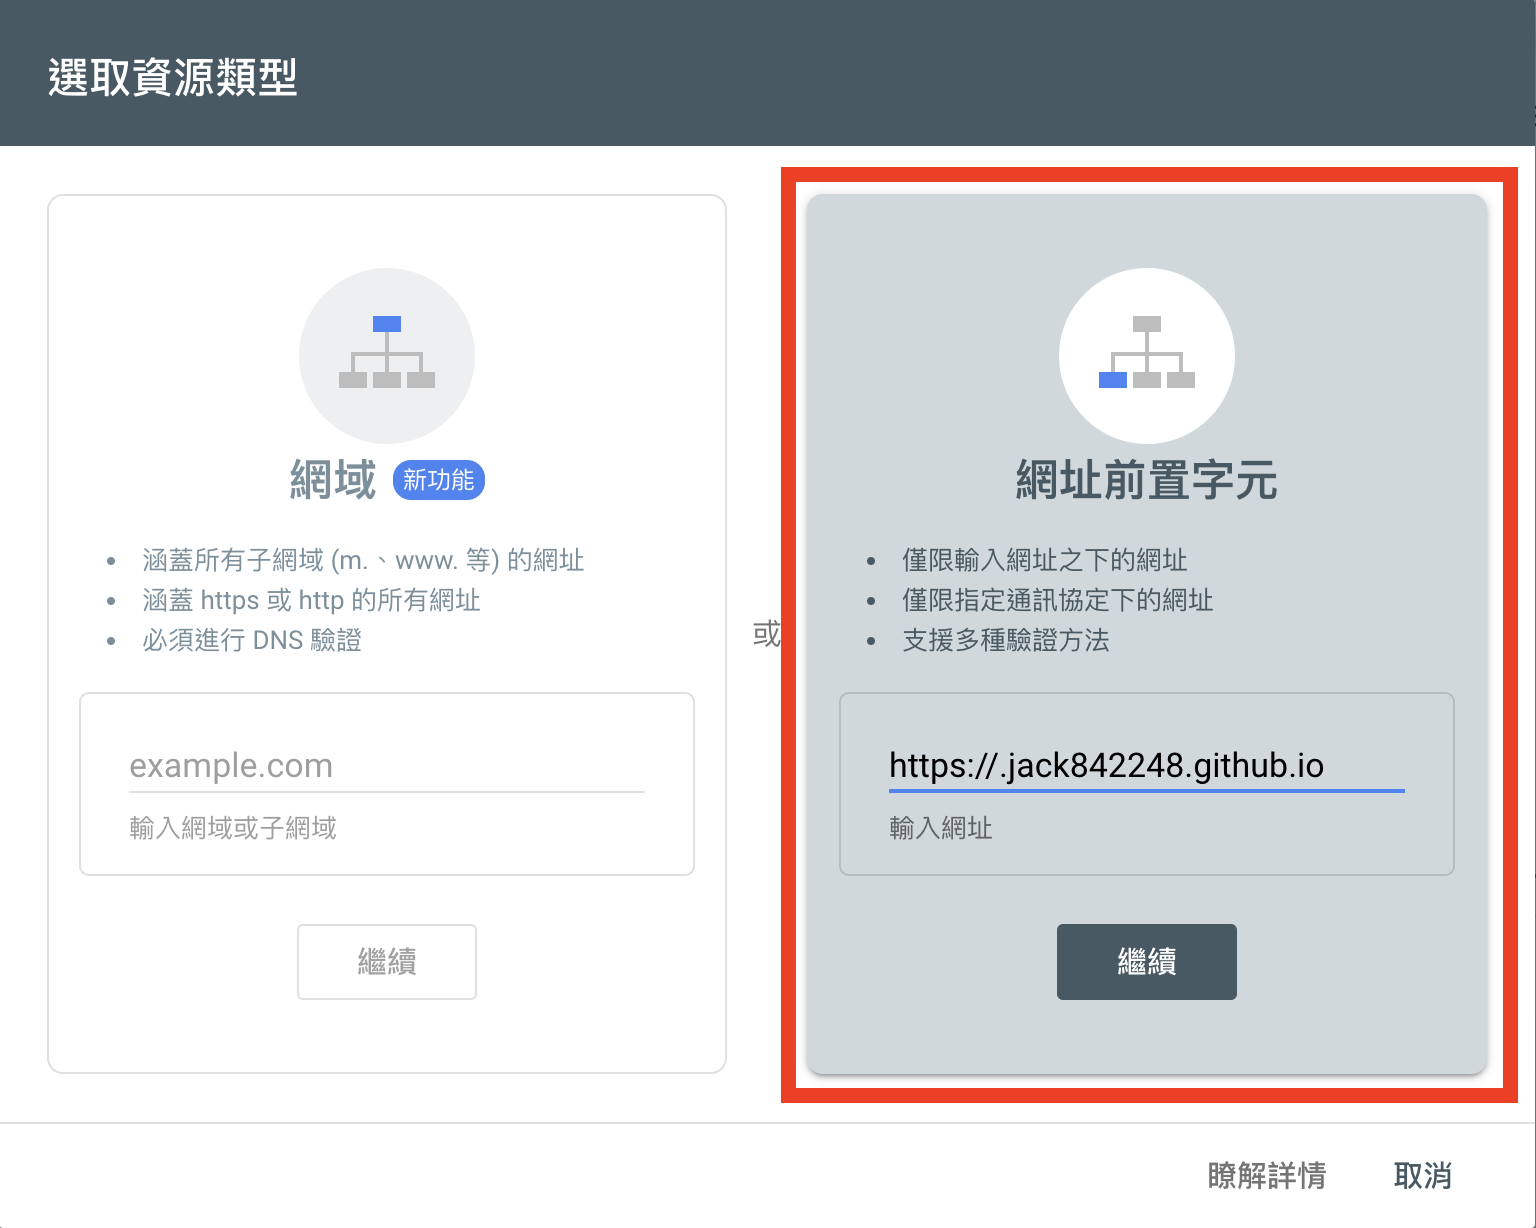 選取資源類型
網域 新功能
涵蓋所有子網域 (m.、www. 等) 的網址
涵蓋 https 或 http 的所有網址
必須進行 DNS 驗證
example.com
輸入網域或子網域
繼續
或
網址前置字元
僅限輸入網址之下的網址
僅限指定通訊協定下的網址
支援多種驗證方法
https://.jack842248.github.io
輸入網址
繼續
瞭解詳情
取消